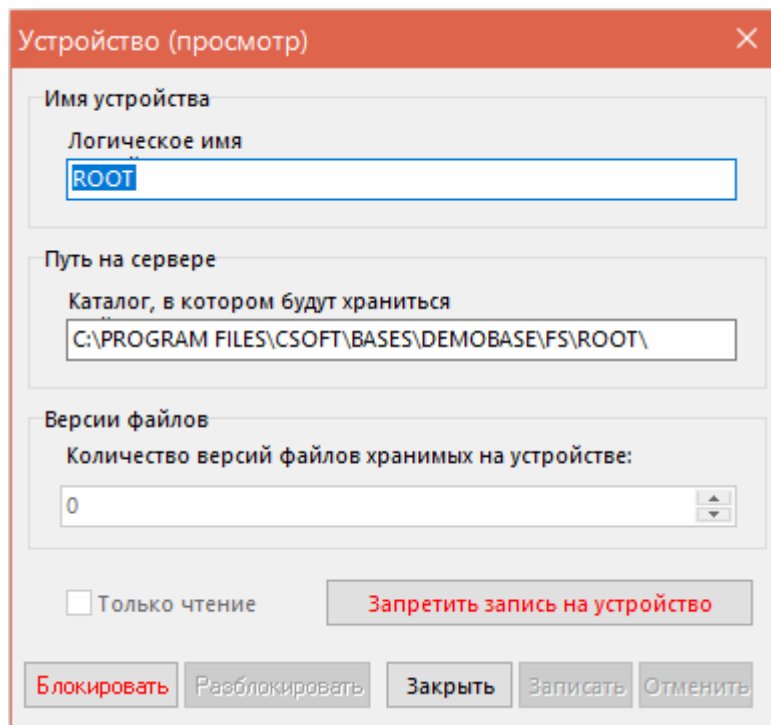 Устройство (просмотр)
Имя устройства
Логическое имя
ROOT
Путь на сервере
Каталог, в котором будут храниться
C:\PROGRAM FILES\CSOFT\BASES\DEMOBASE\FS\ROOT\
Версии файлов
Количество версий файлов хранимых на устройстве:
0
Только чтение
Запретить запись на устройство
Блокировать Разблокировать Закрыть Записать Отменить